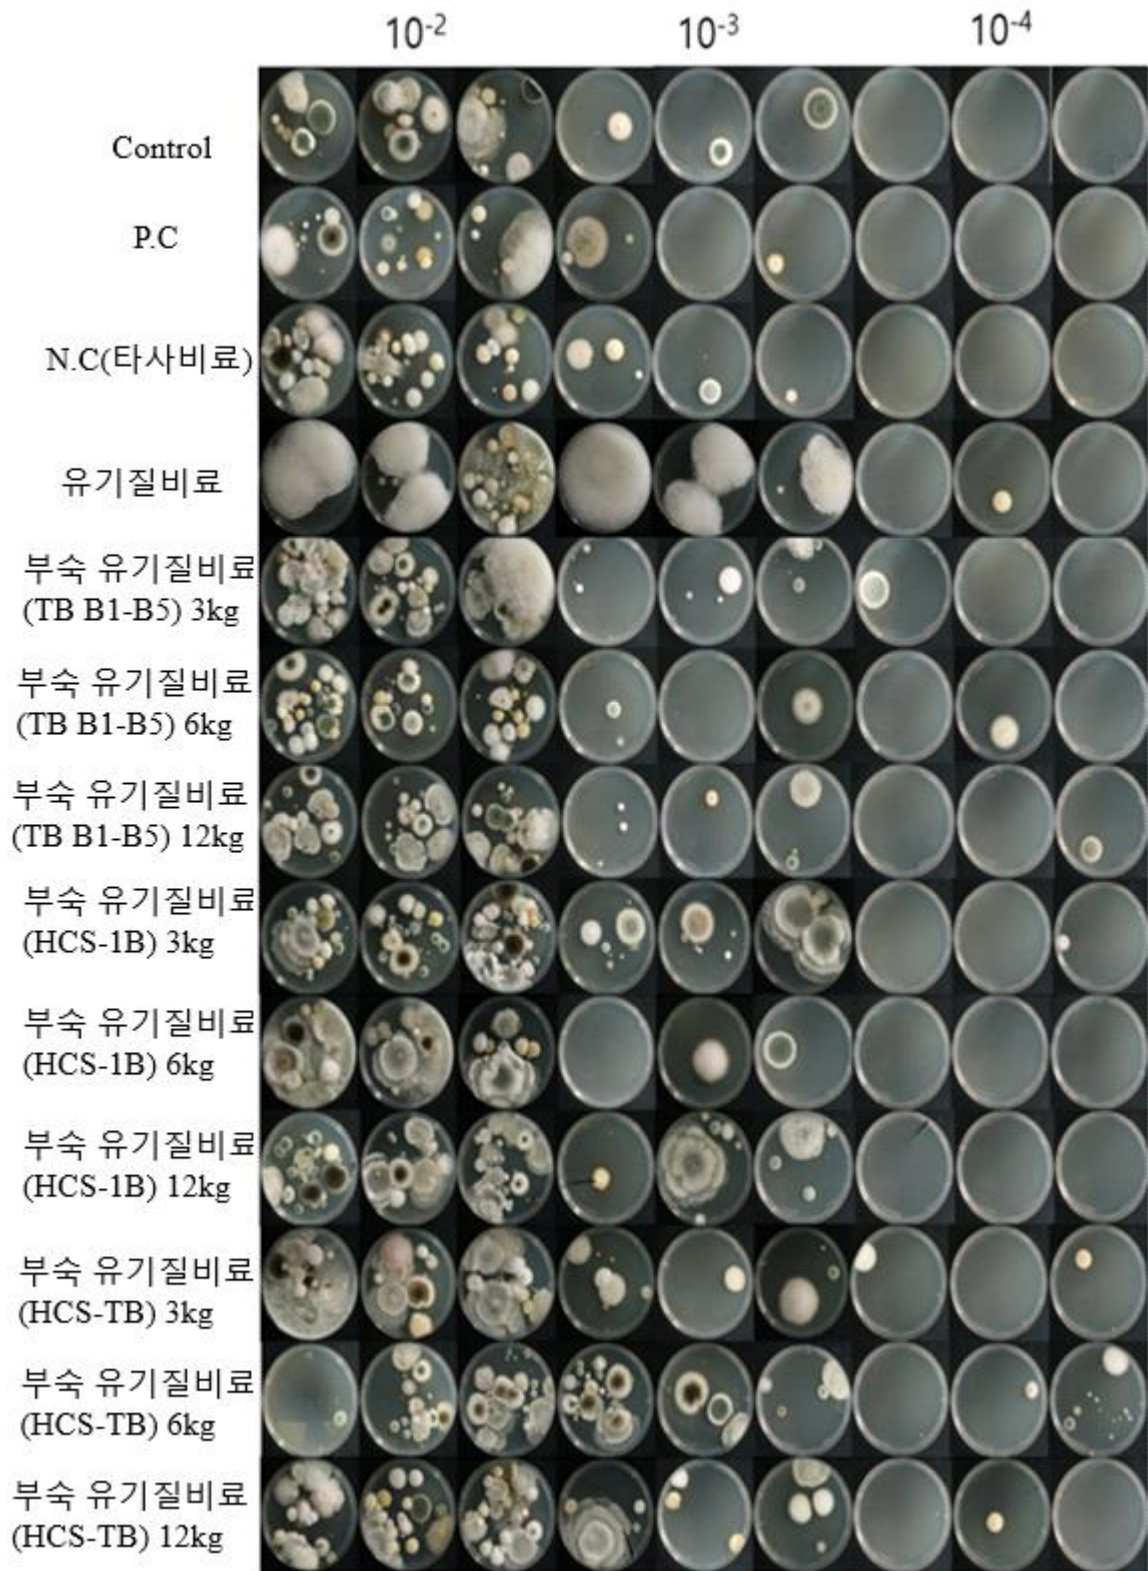 10⁻² 10⁻³ 10⁻⁴
Control
P.C
N.C(타사비료)
유기질비료
부숙 유기질비료
(TB B1-B5) 3kg
부숙 유기질비료
(TB B1-B5) 6kg
부숙 유기질비료
(TB B1-B5) 12kg
부숙 유기질비료
(HCS-1B) 3kg
부숙 유기질비료
(HCS-1B) 6kg
부숙 유기질비료
(HCS-1B) 12kg
부숙 유기질비료
(HCS-TB) 3kg
부숙 유기질비료
(HCS-TB) 6kg
부숙 유기질비료
(HCS-TB) 12kg